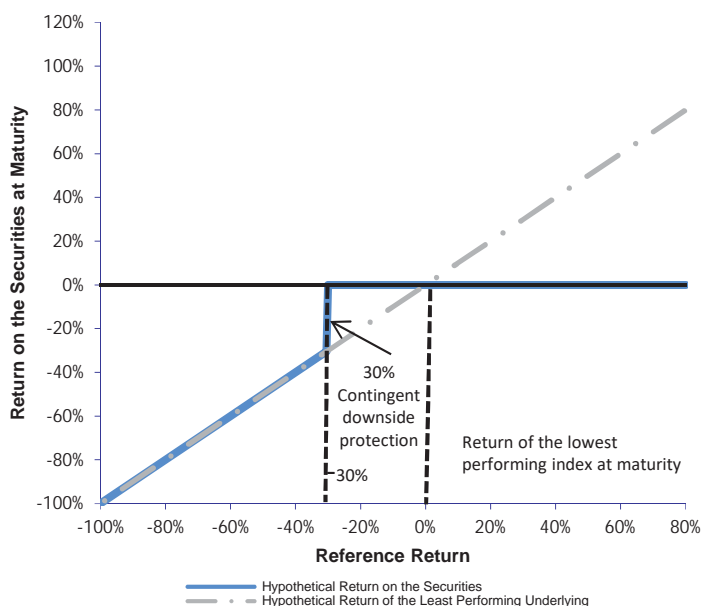 120%
100%
80%
60%
40%
20%
0%
-20%
-40%
-60%
-80%
-100%
Return on the Securities at Maturity
30%
Contingent
downside
protection
-30%
Return of the lowest
performing index at maturity
-100% -80% -60% -40% -20% 0% 20% 40% 60% 80%
Reference Return
Hypothetical Return on the Securities
Hypothetical Return of the Least Performing Underlying